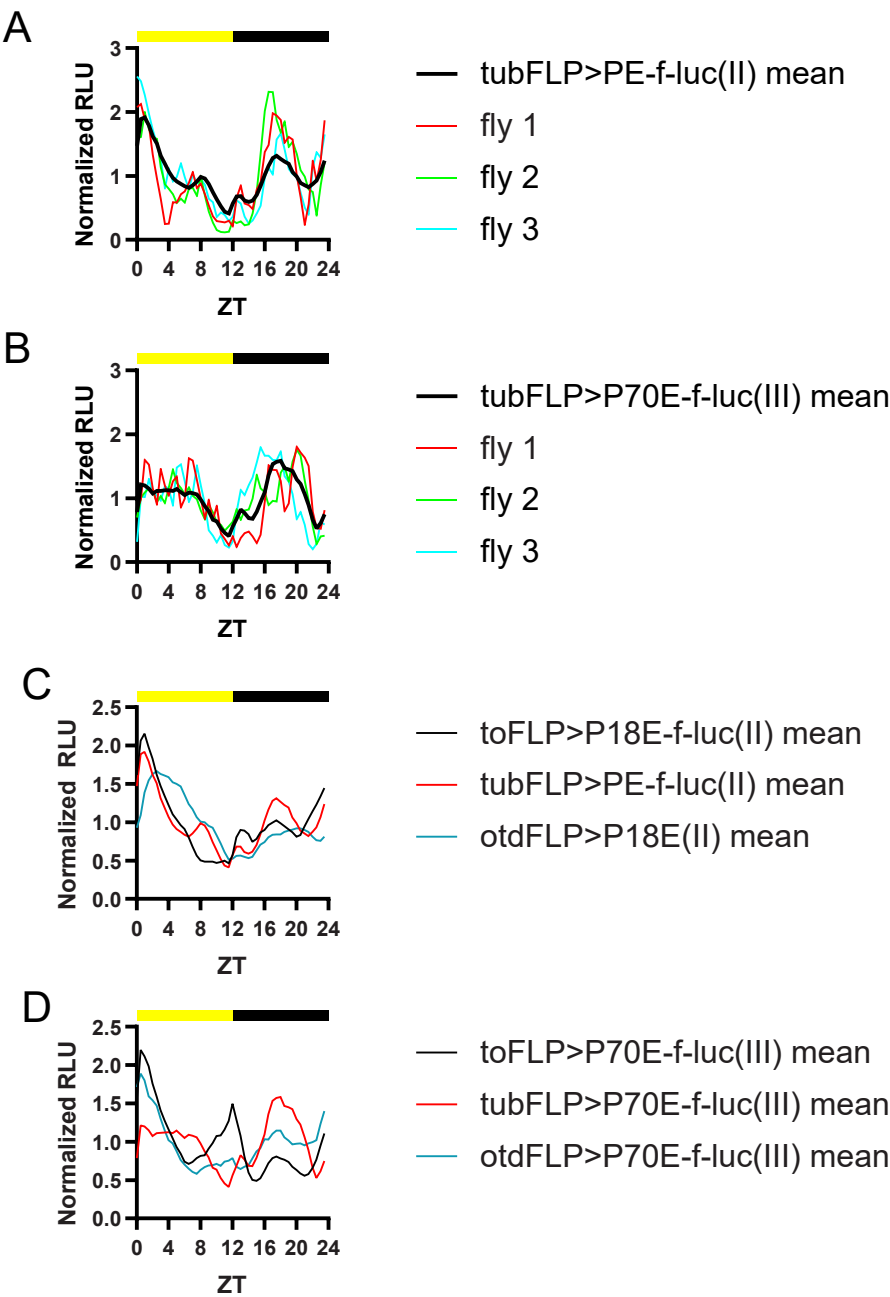 A
3
2
1
0
Normalized RLU
0 4 8 12 16 20 24
ZT
tubFLP>PE-f-luc(II) mean
fly 1
fly 2
fly 3
B
3
2
1
0
Normalized RLU
0 4 8 12 16 20 24
ZT
tubFLP>P70E-f-luc(III) mean
fly 1
fly 2
fly 3
C
2.5
2.0
1.5
1.0
0.5
0.0
Normalized RLU
0 4 8 12 16 20 24
ZT
toFLP>P18E-f-luc(II) mean
tubFLP>PE-f-luc(II) mean
otdFLP>P18E(II) mean
D
2.5
2.0
1.5
1.0
0.5
0.0
Normalized RLU
0 4 8 12 16 20 24
ZT
toFLP>P70E-f-luc(III) mean
tubFLP>P70E-f-luc(III) mean
otdFLP>P70E-f-luc(III) mean